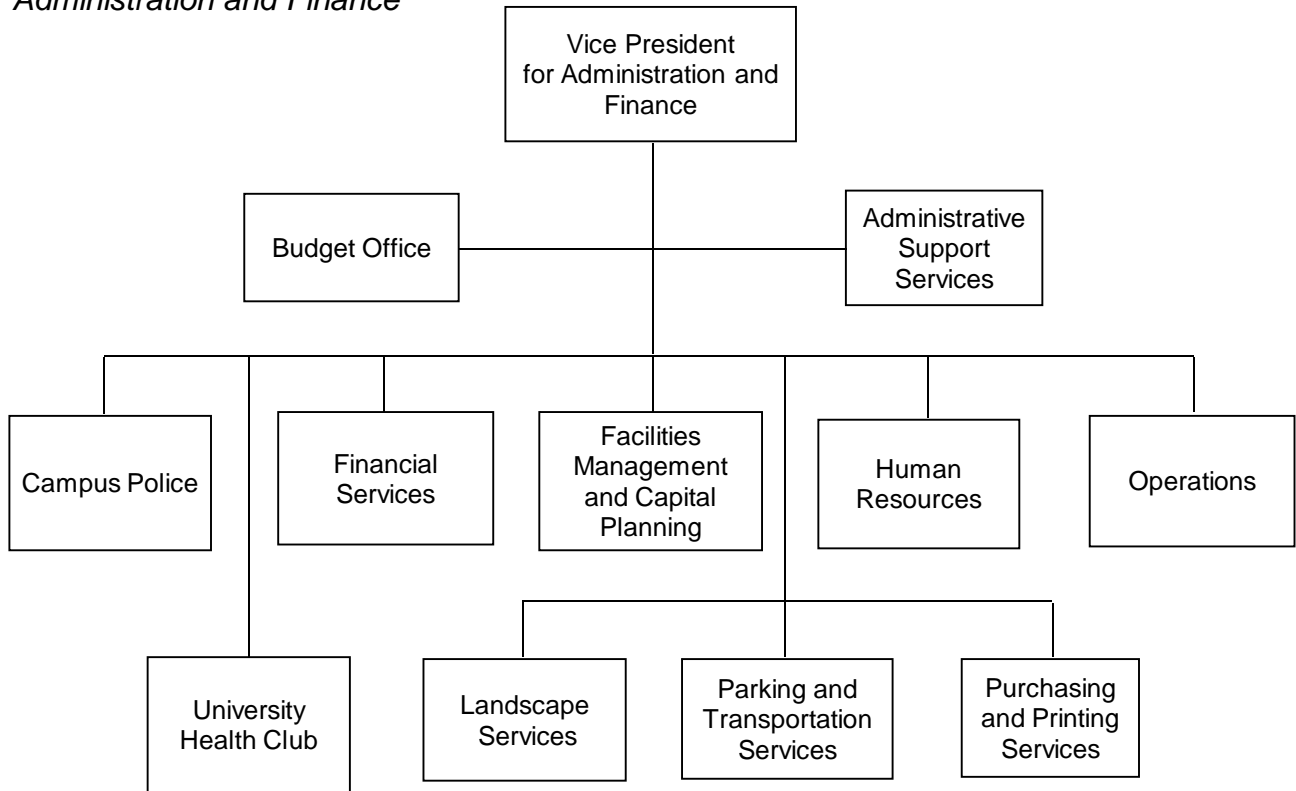 Administration and Finance
Vice President
for Administration and
Finance
Budget Office
Administrative
Support
Services
Campus Police
Financial
Services
Facilities
Management
and Capital
Planning
Human
Resources
Operations
University
Health Club
Landscape
Services
Parking and
Transportation
Services
Purchasing
and Printing
Services